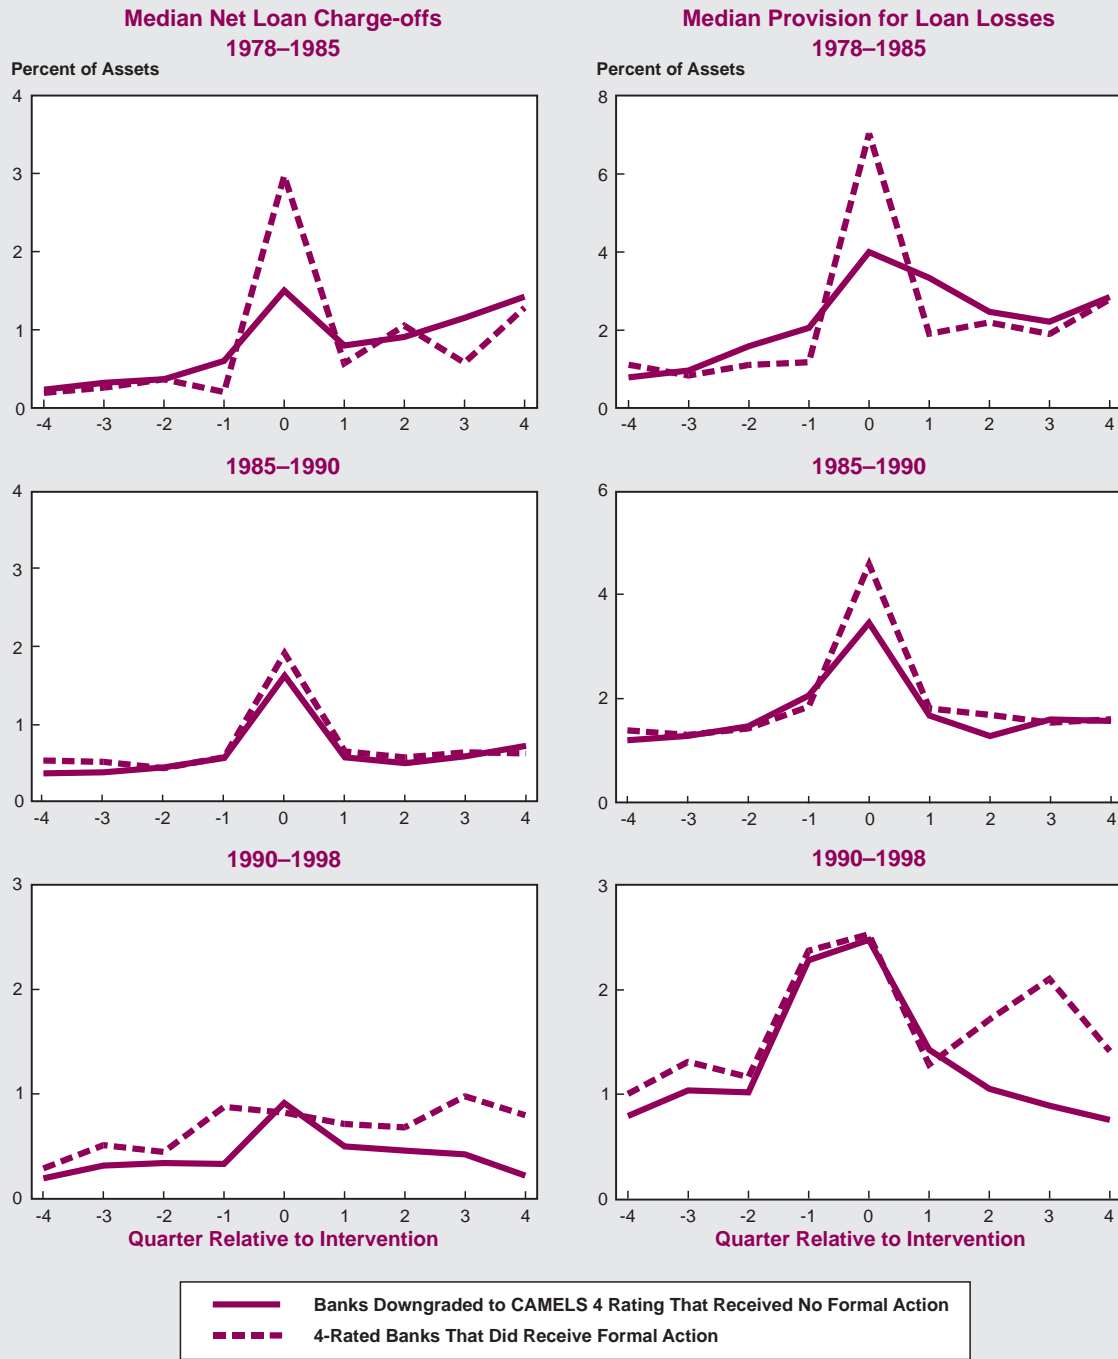 Median Net Loan Charge-offs
1978–1985
Percent of Assets
4
3
2
1
0
-4 -3 -2 -1 0 1 2 3 4
Median Provision for Loan Losses
1978–1985
Percent of Assets
8
6
4
2
0
-4 -3 -2 -1 0 1 2 3 4
1985–1990
4
3
2
1
0
-4 -3 -2 -1 0 1 2 3 4
1985–1990
6
4
2
0
-4 -3 -2 -1 0 1 2 3 4
1990–1998
3
2
1
0
-4 -3 -2 -1 0 1 2 3 4
Quarter Relative to Intervention
1990–1998
3
2
1
0
-4 -3 -2 -1 0 1 2 3 4
Quarter Relative to Intervention
Banks Downgraded to CAMELS 4 Rating That Received No Formal Action
4-Rated Banks That Did Receive Formal Action